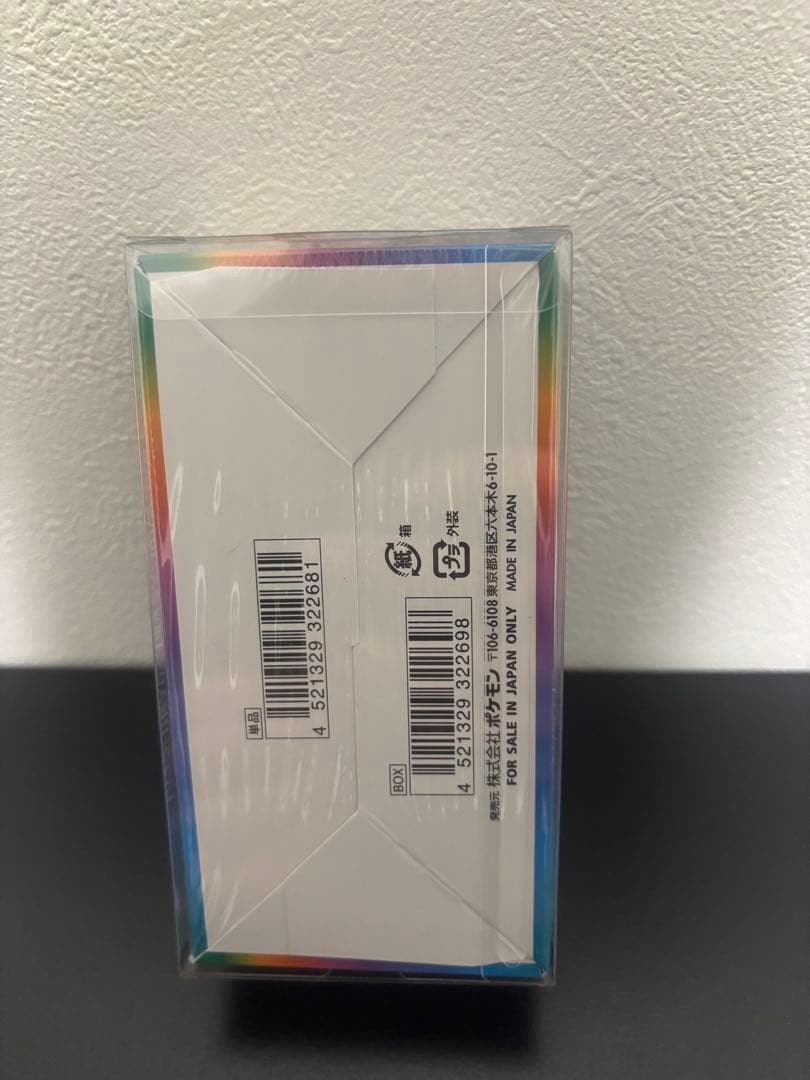 単品
4 521329 322681
BOX
4 521329 322698
紙 箱
プラ 外装
発売元 株式会社 ポケモン 〒106-6108 東京都港区六本木6-10-1
FOR SALE IN JAPAN ONLY MADE IN JAPAN